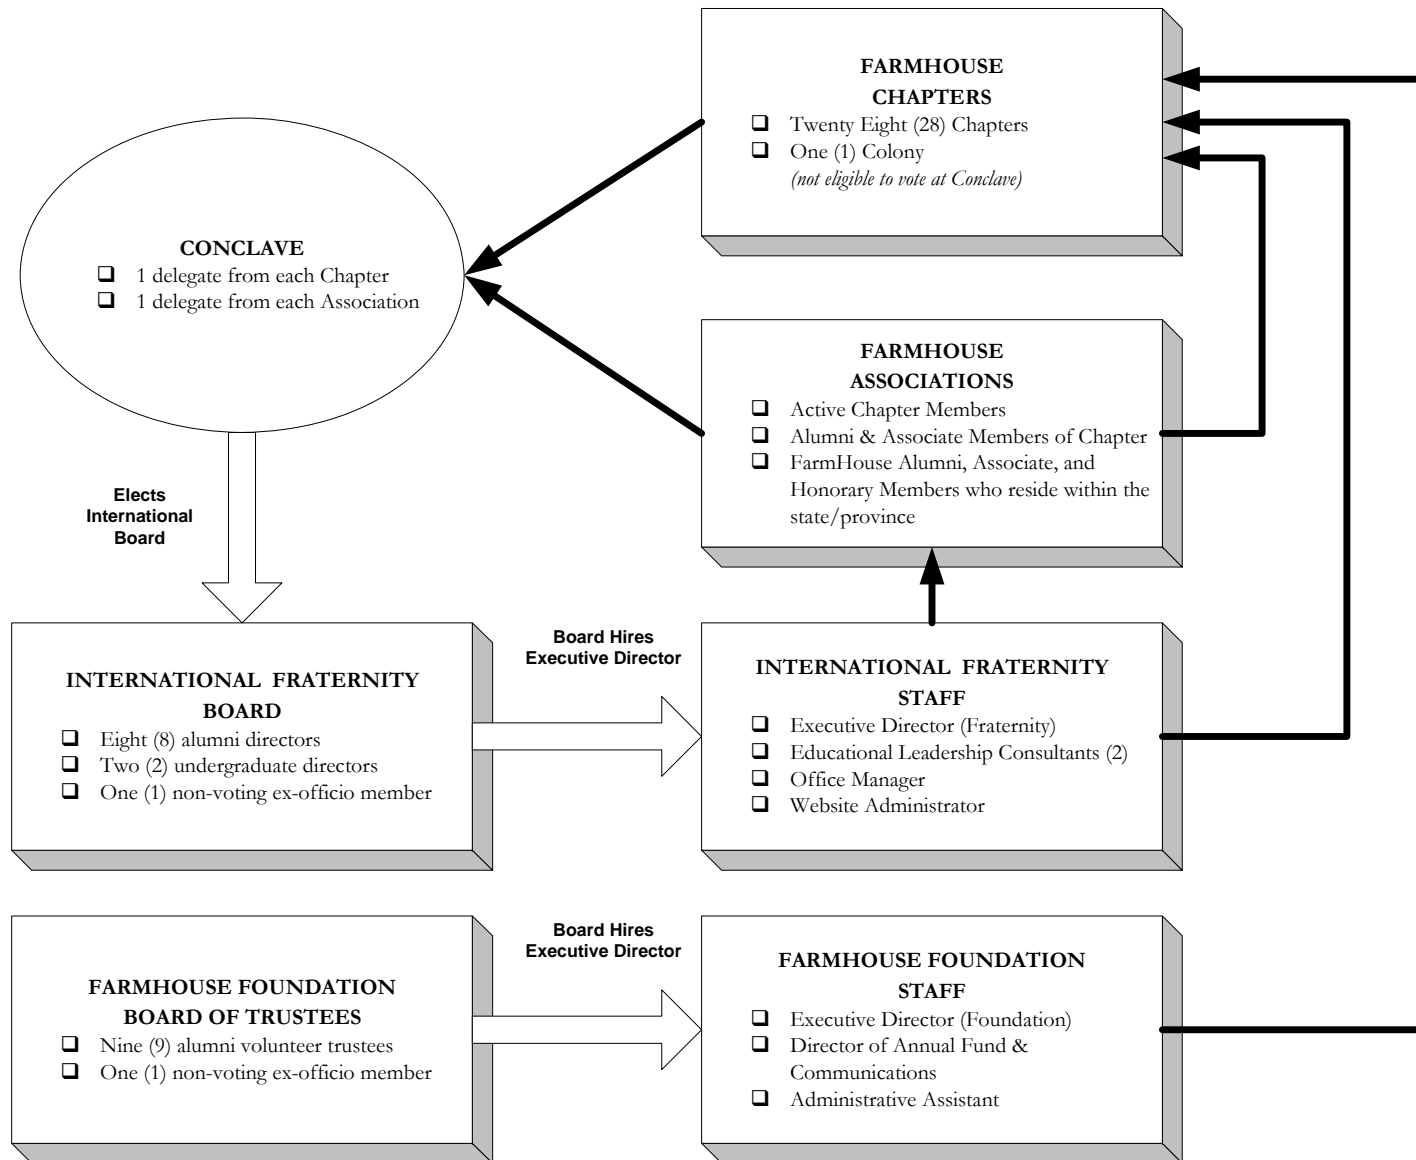 FARMHOUSE
CHAPTERS
❑ Twenty Eight (28) Chapters
❑ One (1) Colony
(not eligible to vote at Conclave)
CONCLAVE
❑ 1 delegate from each Chapter
❑ 1 delegate from each Association
FARMHOUSE
ASSOCIATIONS
❑ Active Chapter Members
❑ Alumni & Associate Members of Chapter
❑ FarmHouse Alumni, Associate, and
Honorary Members who reside within the
state/province
Elects
International
Board
INTERNATIONAL FRATERNITY
BOARD
❑ Eight (8) alumni directors
❑ Two (2) undergraduate directors
❑ One (1) non-voting ex-officio member
Board Hires
Executive Director
INTERNATIONAL FRATERNITY
STAFF
❑ Executive Director (Fraternity)
❑ Educational Leadership Consultants (2)
❑ Office Manager
❑ Website Administrator
FARMHOUSE FOUNDATION
BOARD OF TRUSTEES
❑ Nine (9) alumni volunteer trustees
❑ One (1) non-voting ex-officio member
Board Hires
Executive Director
FARMHOUSE FOUNDATION
STAFF
❑ Executive Director (Foundation)
❑ Director of Annual Fund &
Communications
❑ Administrative Assistant